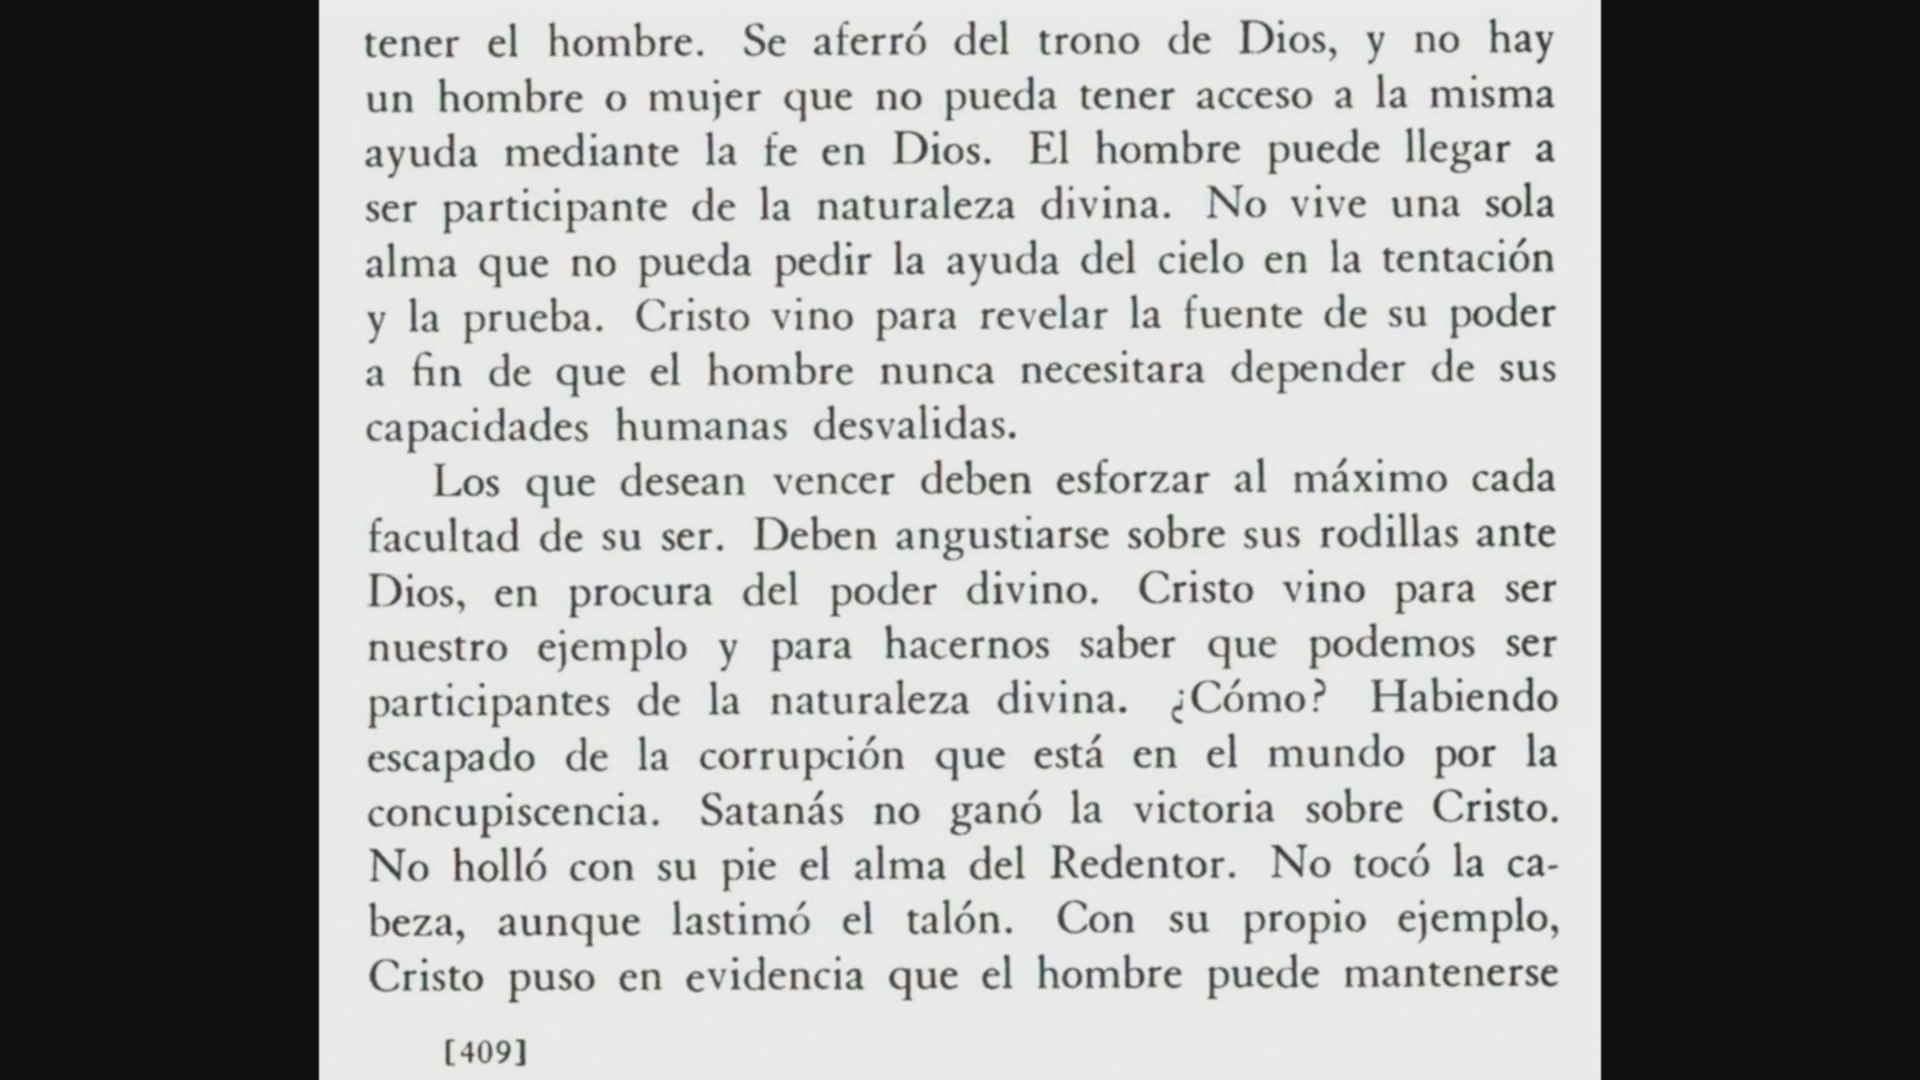 tener el hombre. Se aferró del trono de Dios, y no hay
un hombre o mujer que no pueda tener acceso a la misma
ayuda mediante la fe en Dios. El hombre puede llegar a
ser participante de la naturaleza divina. No vive una sola
alma que no pueda pedir la ayuda del cielo en la tentación
y la prueba. Cristo vino para revelar la fuente de su poder
a fin de que el hombre nunca necesitara depender de sus
capacidades humanas desvalidas.
Los que desean vencer deben esforzar al máximo cada
facultad de su ser. Deben angustiarse sobre sus rodillas ante
Dios, en procura del poder divino. Cristo vino para ser
nuestro ejemplo y para hacernos saber que podemos ser
participantes de la naturaleza divina. ¿Cómo? Habiendo
escapado de la corrupción que está en el mundo por la
concupiscencia. Satanás no ganó la victoria sobre Cristo.
No holló con su pie el alma del Redentor. No tocó la ca-
beza, aunque lastimó el talón. Con su propio ejemplo,
Cristo puso en evidencia que el hombre puede mantenerse
[409]